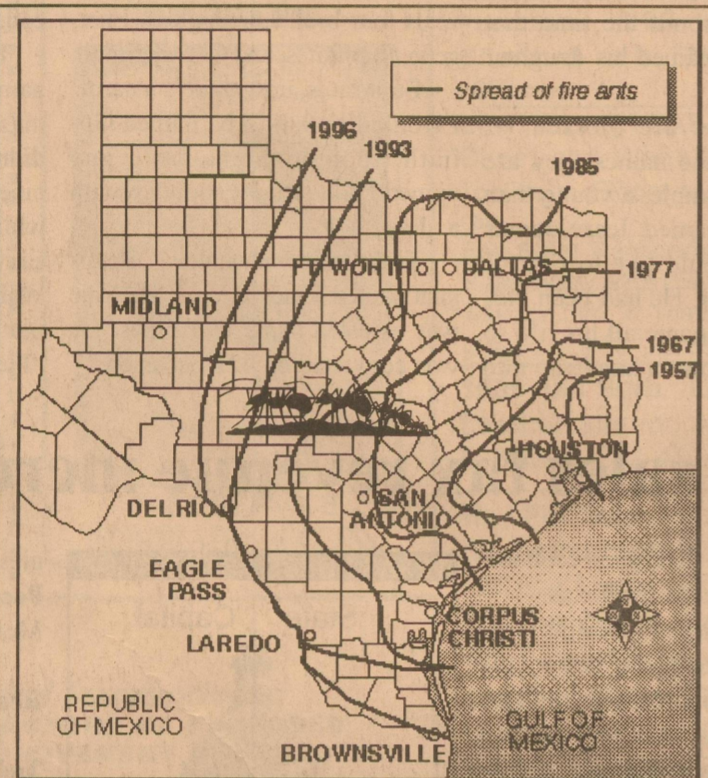 Spread of fire ants
1996
1993
1985
FT WORTH
DALLAS
1977
MIDLAND
1967
1957
HOUSTON
DEL RIO
SAN
ANTONIO
EAGLE
PASS
CORPUS
CHRISTI
LAREDO
REPUBLIC
OF MEXICO
GULF OF
MEXICO
BROWNSVILLE